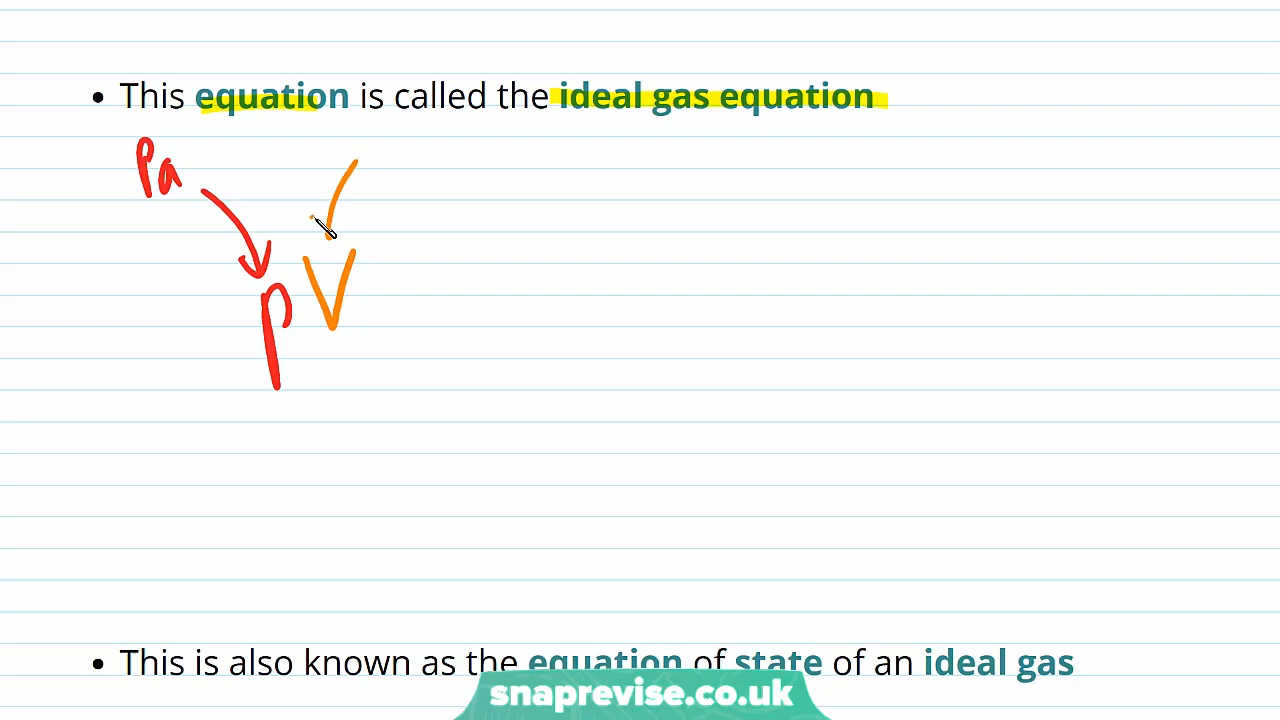 • This equation is called the ideal gas equation
Pa
pV
• This is also known as the equation of state of an ideal gas
snaprevise.co.uk